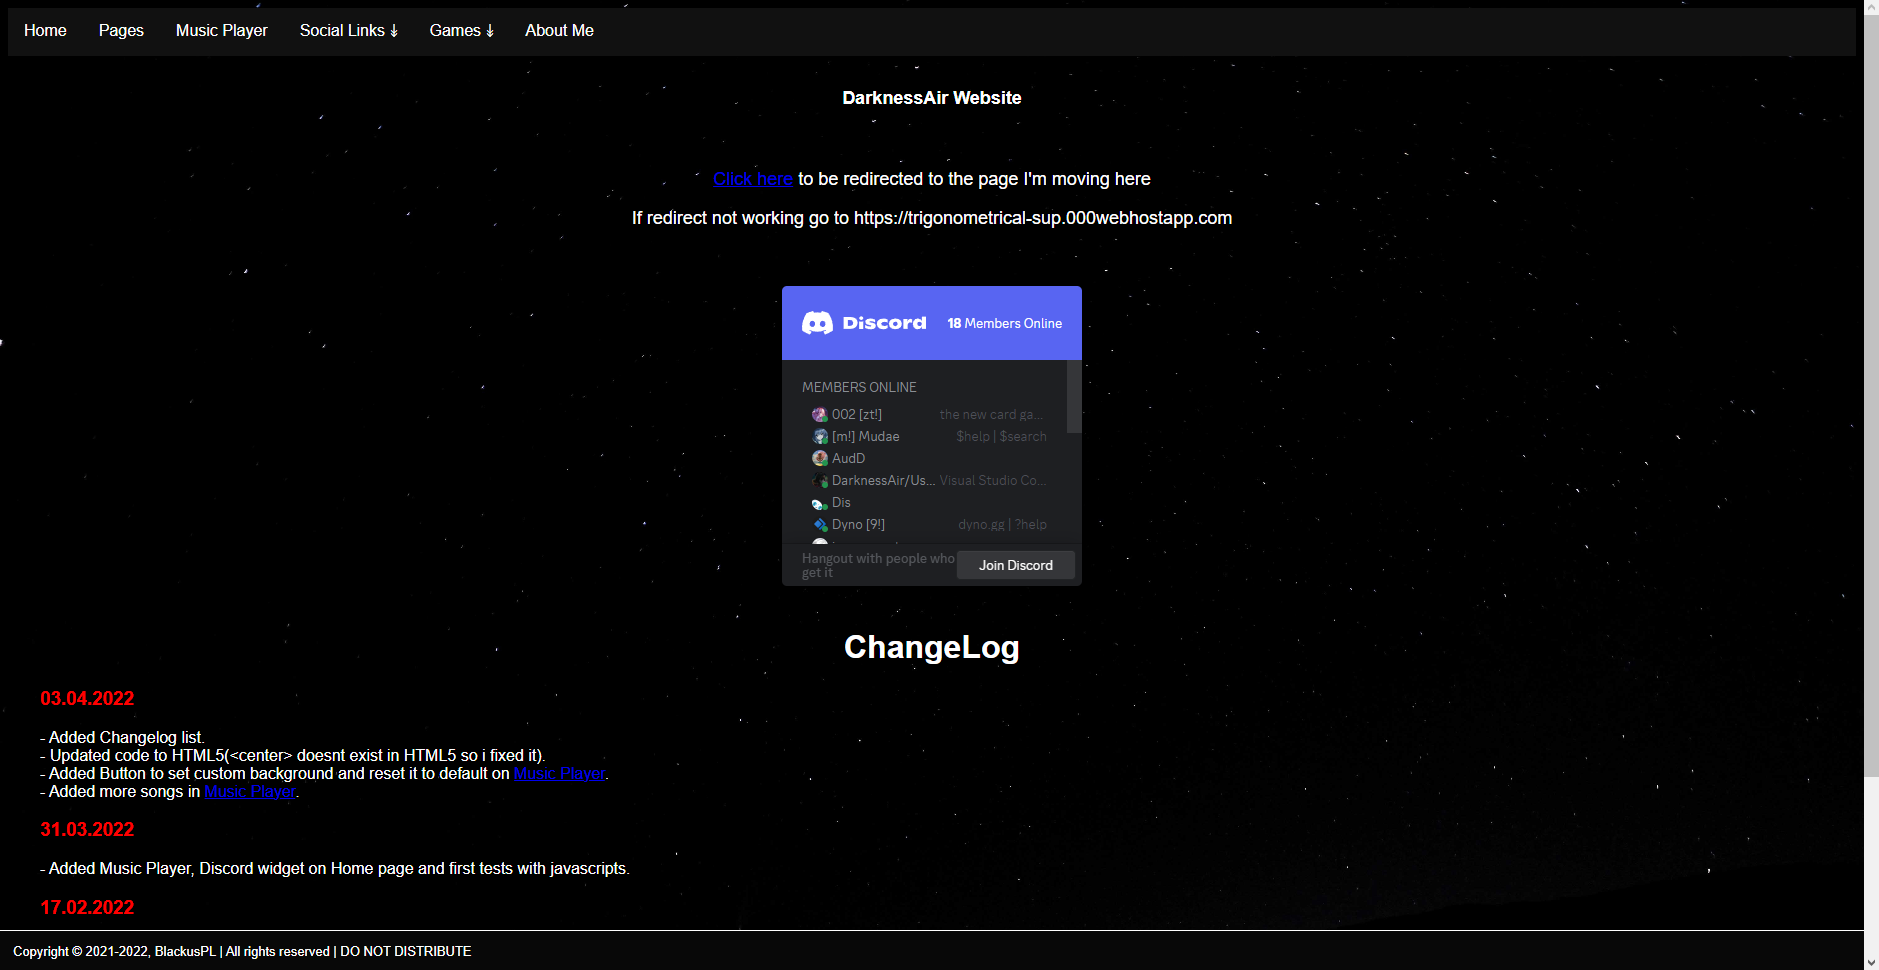 Home Pages Music Player Social Links ↓ Games ↓ About Me
DarknessAir Website
Click here to be redirected to the page I'm moving here
If redirect not working go to https://trigonometrical-sup.000webhostapp.com
Discord 18 Members Online
MEMBERS ONLINE
002 [zt!] the new card ga...
[m!] Mudae $help | $search
AudD
DarknessAir/Us... Visual Studio Co...
Dis
Dyno [9!] dyno.gg | ?help
Hangout with people who
get it
Join Discord
ChangeLog
03.04.2022
- Added Changelog list.
- Updated code to HTML5(<center> doesnt exist in HTML5 so i fixed it).
- Added Button to set custom background and reset it to default on Music Player.
- Added more songs in Music Player.
31.03.2022
- Added Music Player, Discord widget on Home page and first tests with javascripts.
17.02.2022
Copyright © 2021-2022, BlackusPL | All rights reserved | DO NOT DISTRIBUTE